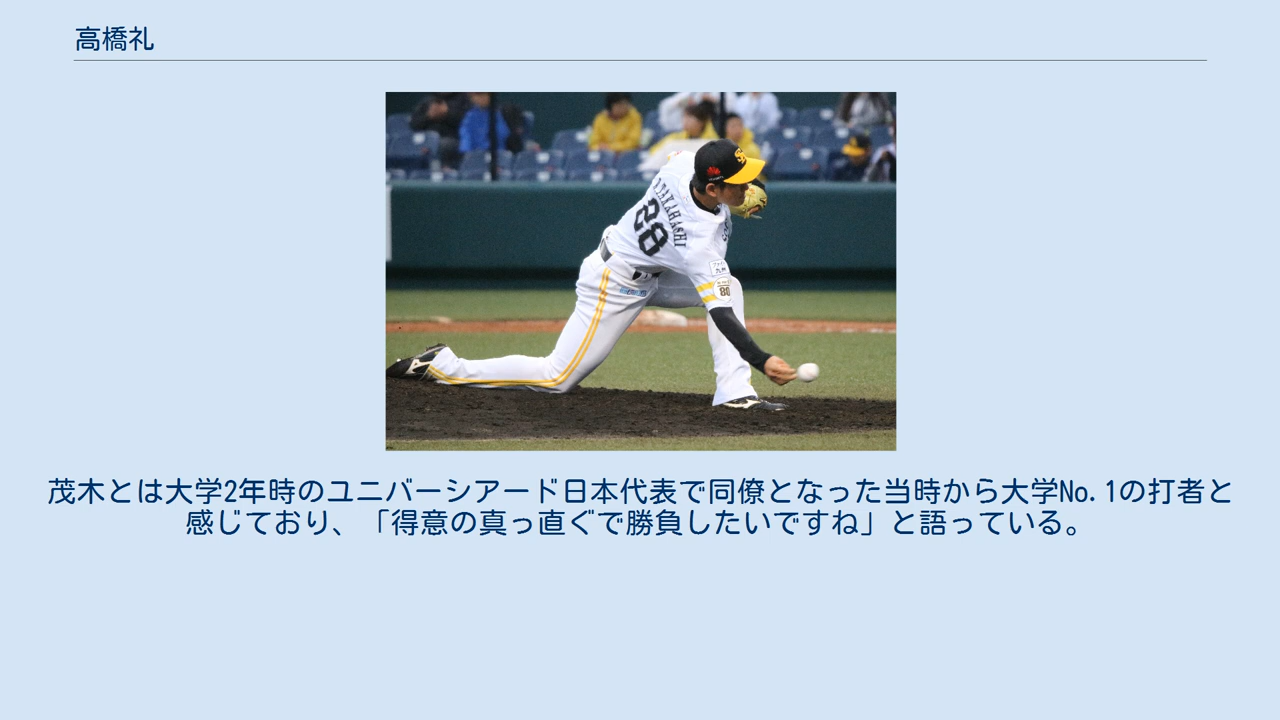 高橋礼
R.TAKAHASHI
28
80
茂木とは大学2年時のユニバーシアード日本代表で同僚となった当時から大学No.1の打者と
感じており、「得意の真っ直ぐで勝負したいですね」と語っている。